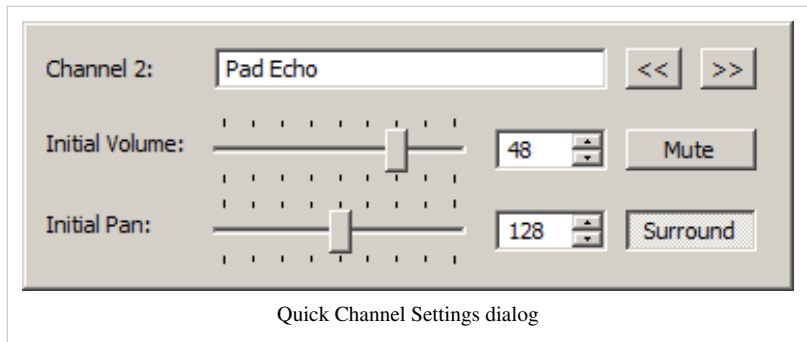 Channel 2: Pad Echo << >>
Initial Volume: 48 Mute
Initial Pan: 128 Surround
Quick Channel Settings dialog